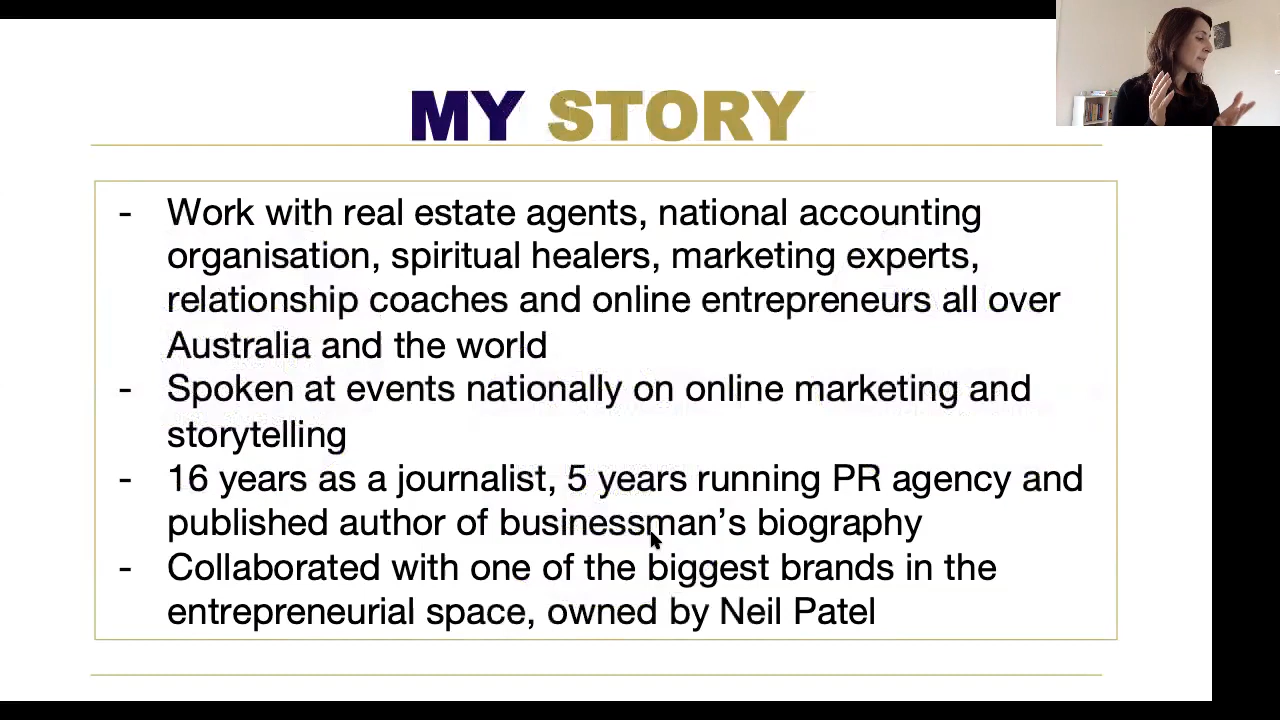 MY STORY
- Work with real estate agents, national accounting
organisation, spiritual healers, marketing experts,
relationship coaches and online entrepreneurs all over
Australia and the world
- Spoken at events nationally on online marketing and
storytelling
- 16 years as a journalist, 5 years running PR agency and
published author of businessman’s biography
- Collaborated with one of the biggest brands in the
entrepreneurial space, owned by Neil Patel